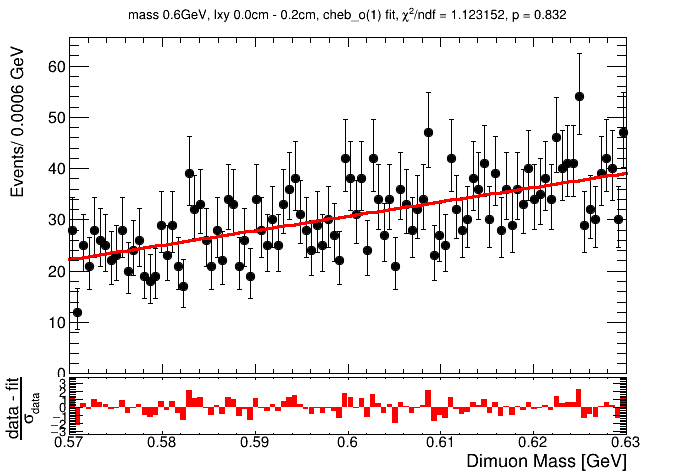 mass 0.6GeV, lxy 0.0cm - 0.2cm, cheb_o(1) fit, χ²/ndf = 1.123152, p = 0.832
Events/ 0.0006 GeV
60
50
40
30
20
10
0
data - fit
σdata
3
2
1
0
−1
−2
−3
0.57 0.58 0.59 0.6 0.61 0.62 0.63
Dimuon Mass [GeV]